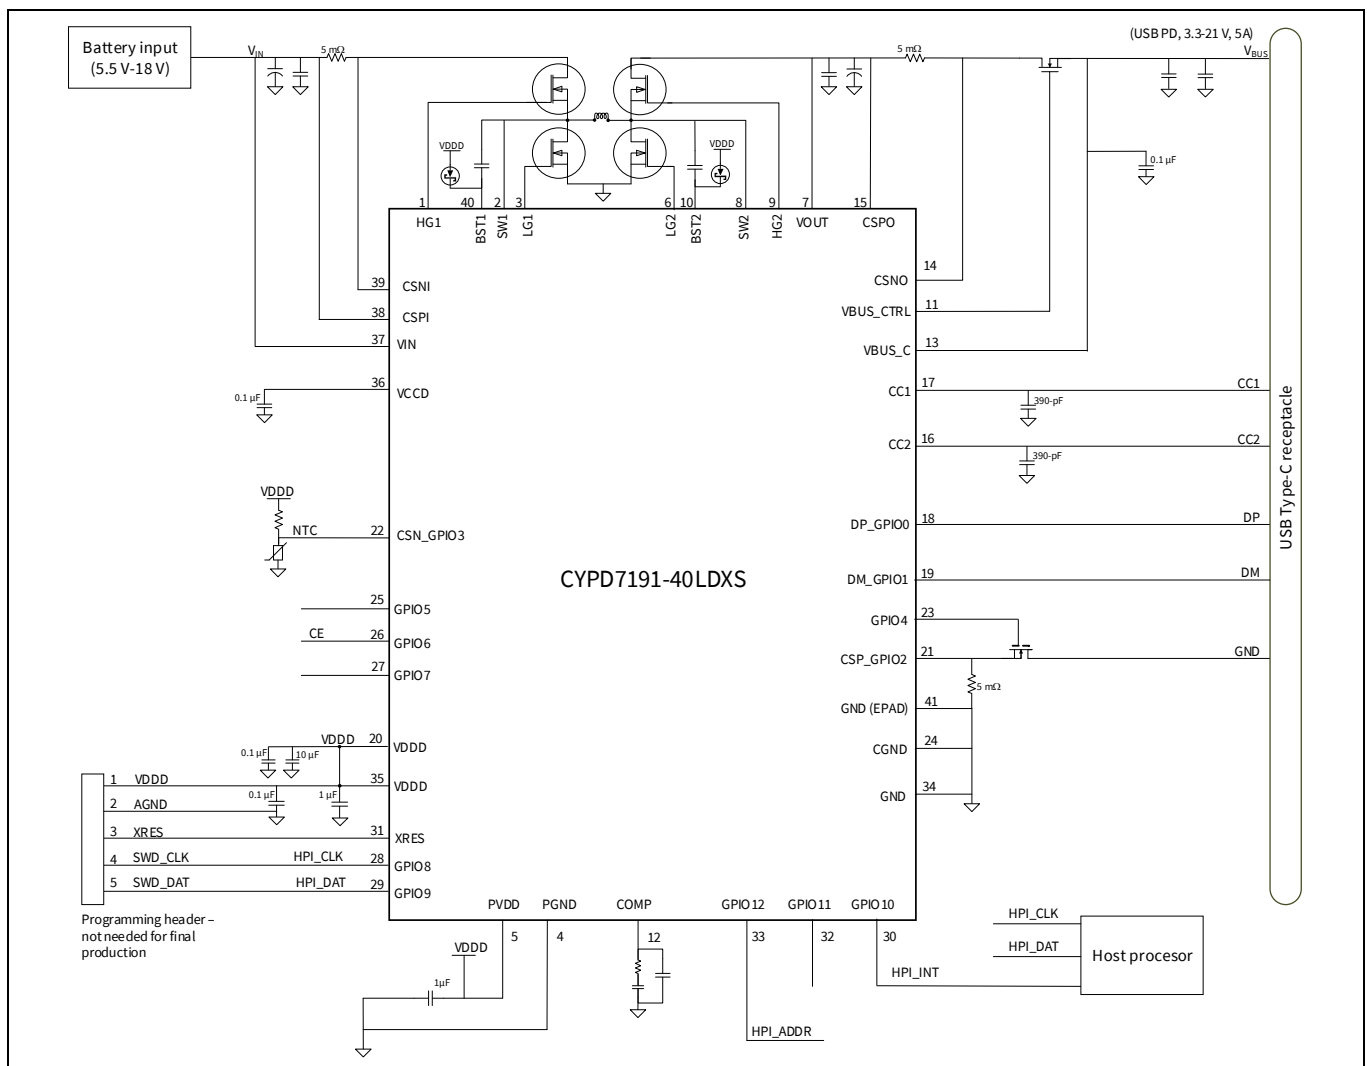 Battery input
(5.5 V-18 V)
VIN
5 mΩ
5 mΩ
(USB PD, 3.3-21 V, 5A)
VBUS
VDDD
VDDD
0.1 µF
1
40
2
3
6
10
8
9
7
15
HG1
BST1
SW1
LG1
LG2
BST2
SW2
HG2
VOUT
CSPO
39
CSNI
38
CSPI
37
VIN
36
VCCD
0.1 µF
VDDD
NTC
22
CSN_GPIO3
25
GPIO5
CE
26
GPIO6
27
GPIO7
VDDD
20
VDDD
0.1 µF
10 µF
35
VDDD
0.1 µF
1 µF
31
XRES
HPI_CLK
28
GPIO8
HPI_DAT
29
GPIO9
1 VDDD
2 AGND
3 XRES
4 SWD_CLK
5 SWD_DAT
Programming header –
not needed for final
production
CYPD7191-40LDXS
CSNO
14
VBUS_CTRL
11
VBUS_C
13
CC1
17
CC1
390-pF
CC2
16
CC2
390-pF
DP_GPIO0
18
DP
DM_GPIO1
19
DM
GPIO4
23
CSP_GPIO2
21
GND
5 mΩ
GND (EPAD)
41
CGND
24
GND
34
USB Type-C receptacle
PVDD
PGND
COMP
GPIO12
GPIO11
GPIO10
5
4
12
33
32
30
VDDD
1µF
HPI_ADDR
HPI_INT
HPI_CLK
HPI_DAT
Host procesor